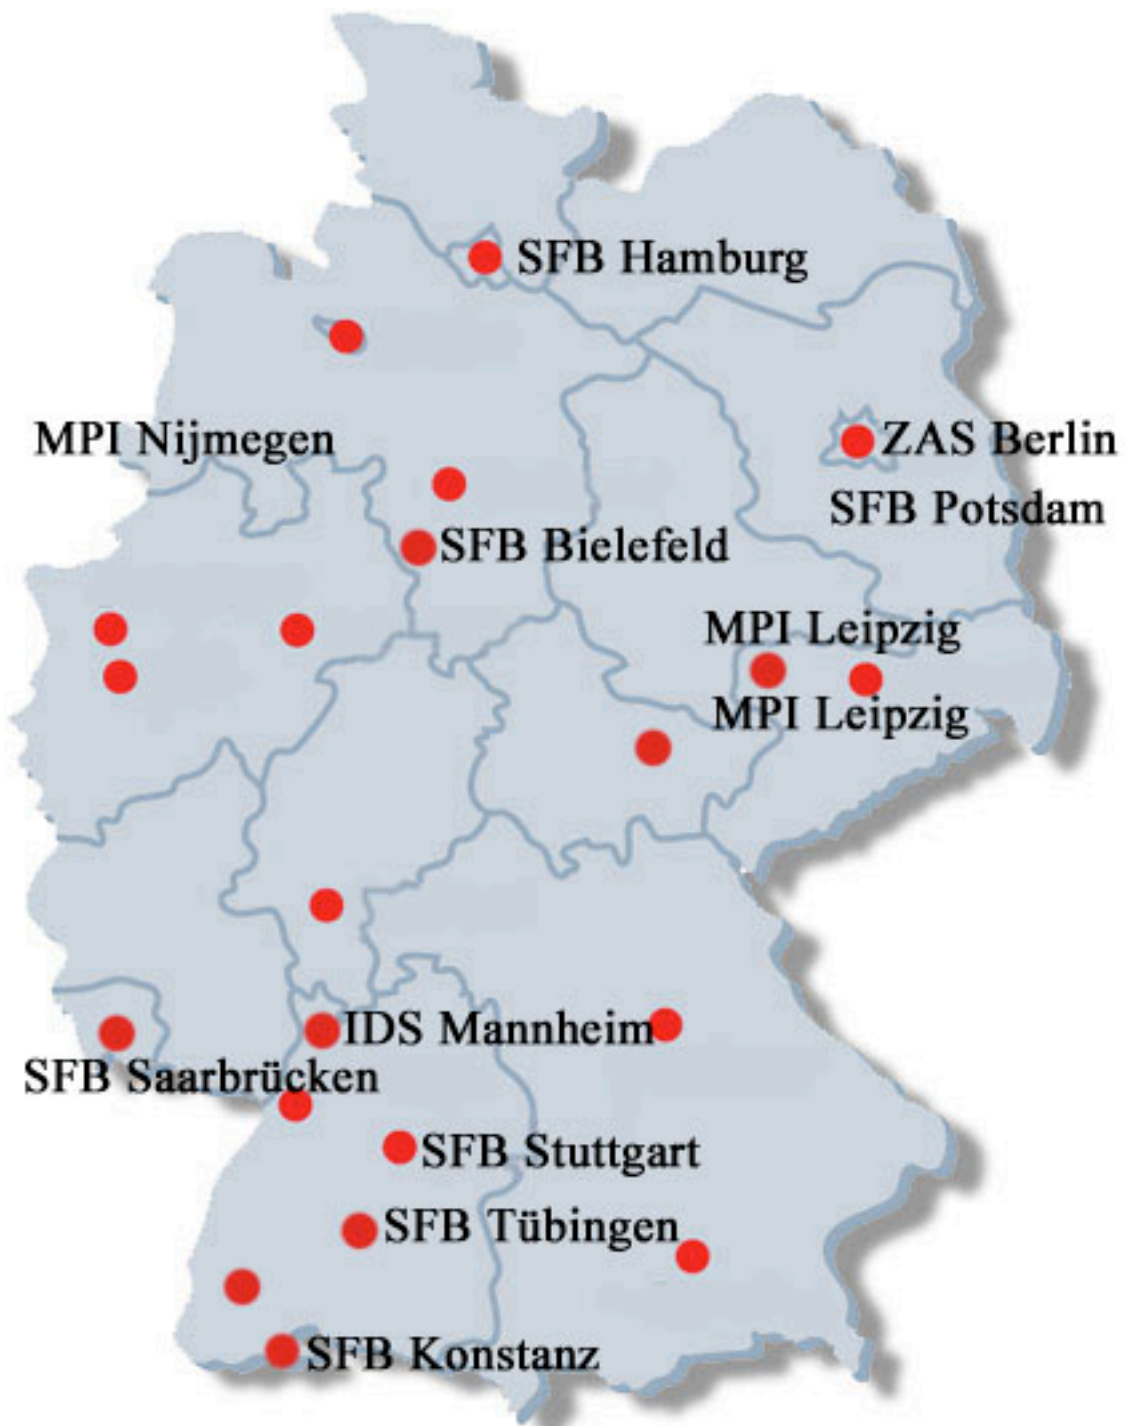 SFB Hamburg
MPI Nijmegen
ZAS Berlin
SFB Potsdam
SFB Bielefeld
MPI Leipzig
MPI Leipzig
IDS Mannheim
SFB Saarbrücken
SFB Stuttgart
SFB Tübingen
SFB Konstanz